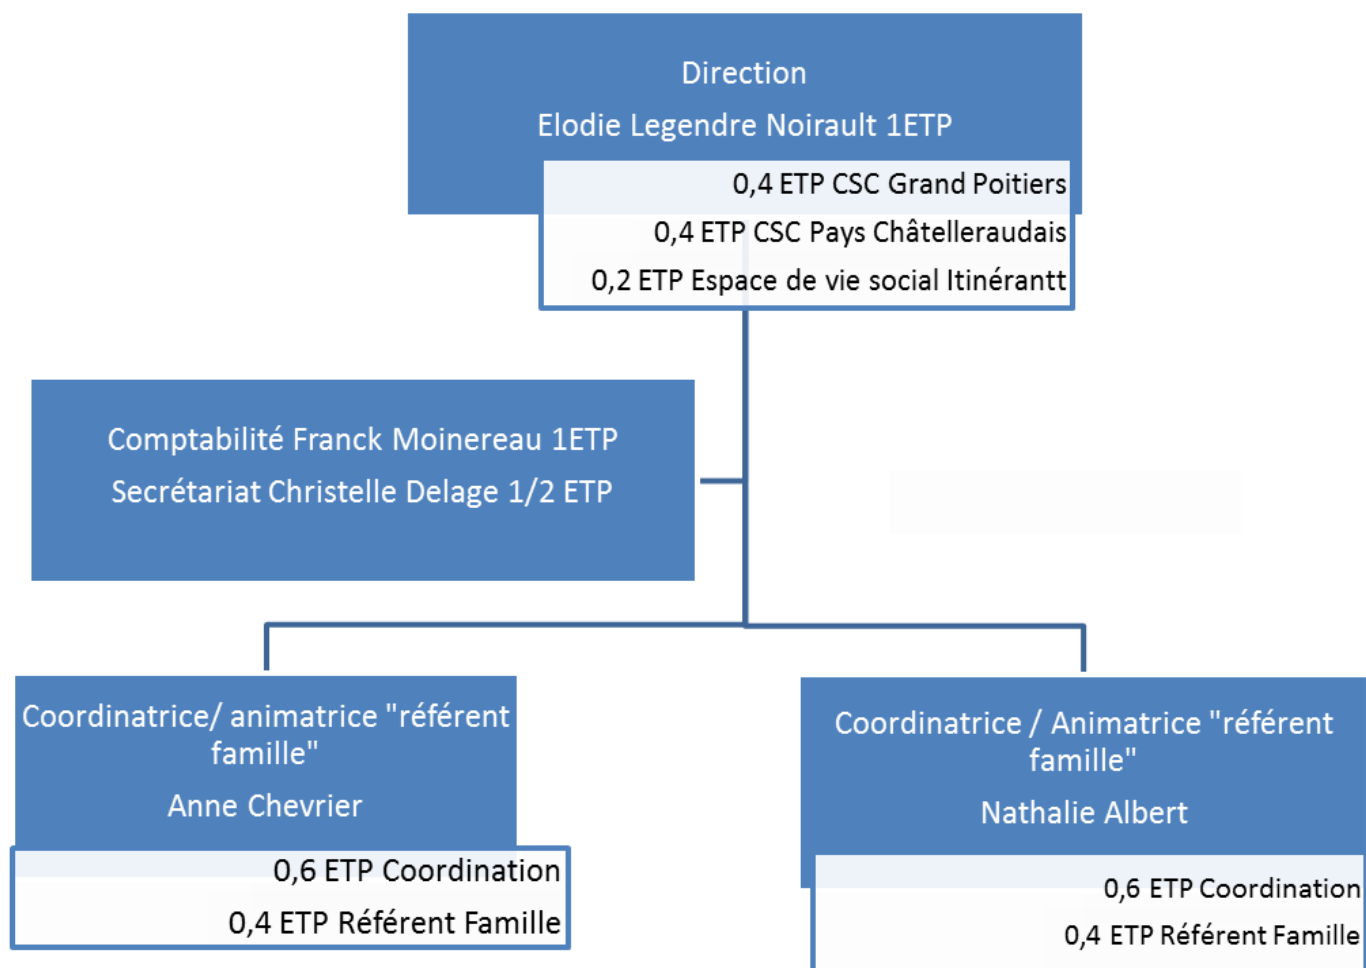 Direction
Elodie Legendre Noirault 1ETP
0,4 ETP CSC Grand Poitiers
0,4 ETP CSC Pays Châtelleraudais
0,2 ETP Espace de vie social Itinérantt
Comptabilité Franck Moinereau 1ETP
Secrétariat Christelle Delage 1/2 ETP
Coordinatrice/ animatrice "référent
famille"
Anne Chevrier
0,6 ETP Coordination
0,4 ETP Référent Famille
Coordinatrice / Animatrice "référent
famille"
Nathalie Albert
0,6 ETP Coordination
0,4 ETP Référent Famille